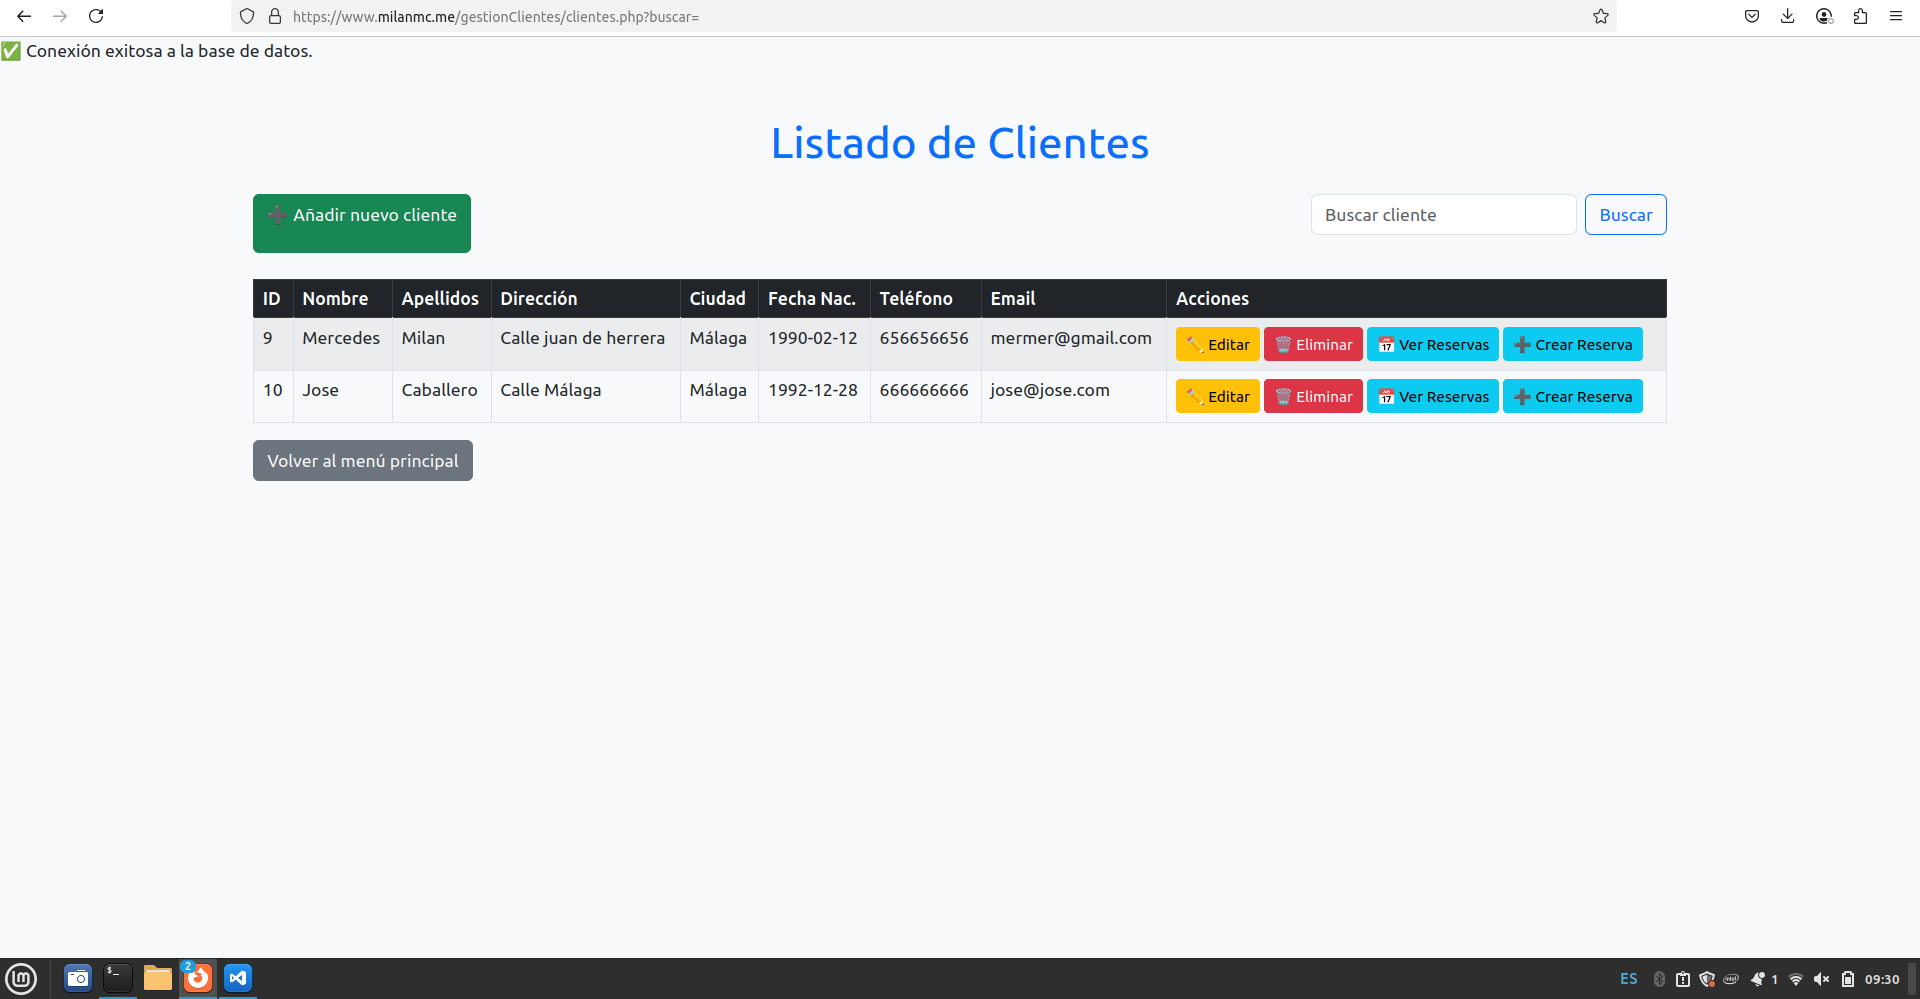 https://www.milanmc.me/gestionClientes/clientes.php?buscar=
✅ Conexión exitosa a la base de datos.
Listado de Clientes
➕ Añadir nuevo cliente
Buscar cliente
Buscar
ID Nombre Apellidos Dirección Ciudad Fecha Nac. Teléfono Email Acciones
9 Mercedes Milan Calle juan de herrera Málaga 1990-02-12 656656656 mermer@gmail.com ✏️ Editar 🗑️ Eliminar 📅 Ver Reservas ➕ Crear Reserva
10 Jose Caballero Calle Málaga Málaga 1992-12-28 666666666 jose@jose.com ✏️ Editar 🗑️ Eliminar 📅 Ver Reservas ➕ Crear Reserva
Volver al menú principal
2
ES
intel
1
09:30